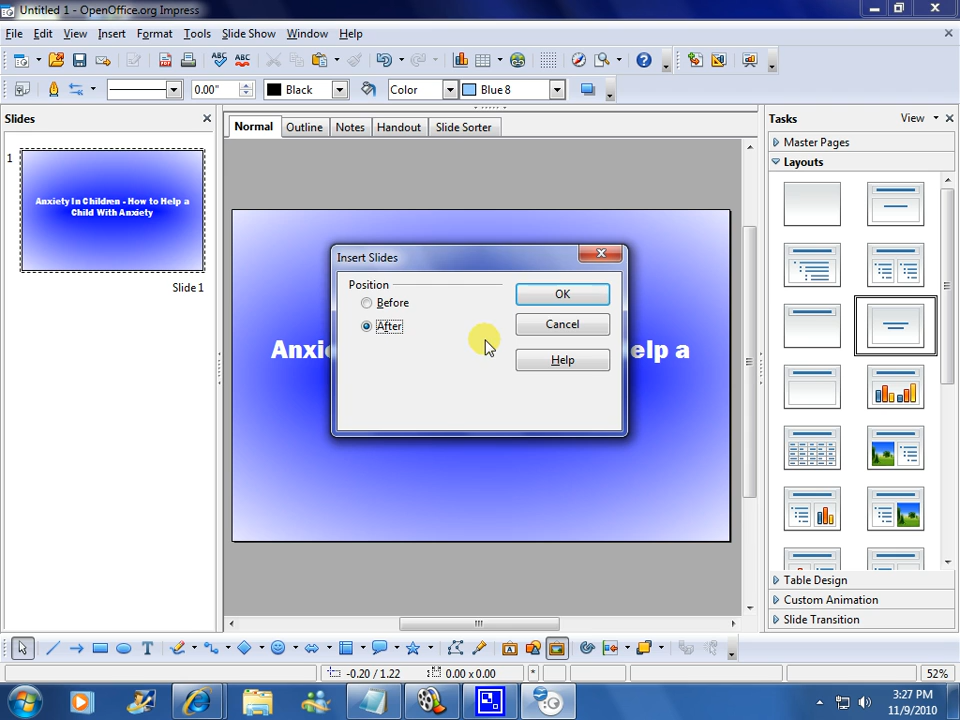 Untitled 1 - OpenOffice.org Impress
File Edit View Insert Format Tools Slide Show Window Help
0.00" Black Color Blue 8
Slides
Normal Outline Notes Handout Slide Sorter
Tasks View
1
Anxiety In Children - How to Help a
Child With Anxiety
Slide 1
Master Pages
Layouts
Insert Slides
Position
Before
After
OK
Cancel
Help
Anxi
elp a
Table Design
Custom Animation
Slide Transition
-0.20 / 1.22 0.00 x 0.00 * 52%
3:27 PM
11/9/2010